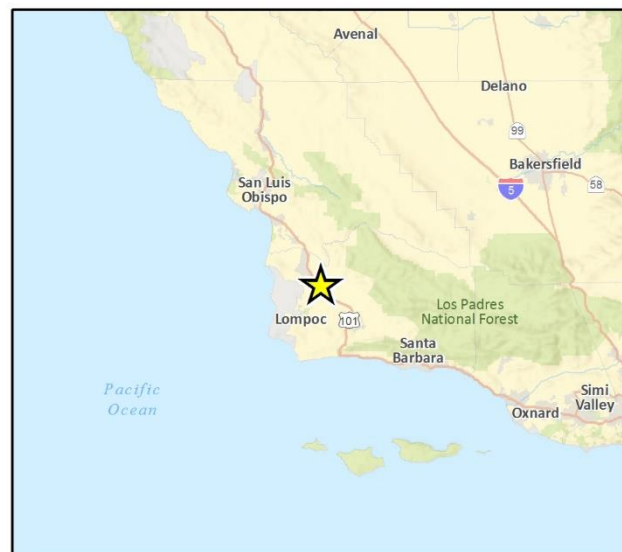 Avenal
Delano
99
Bakersfield
58
5
San Luis
Obispo
Los Padres
National Forest
Lompoc
101
Santa
Barbara
Pacific
Ocean
Simi
Valley
Oxnard